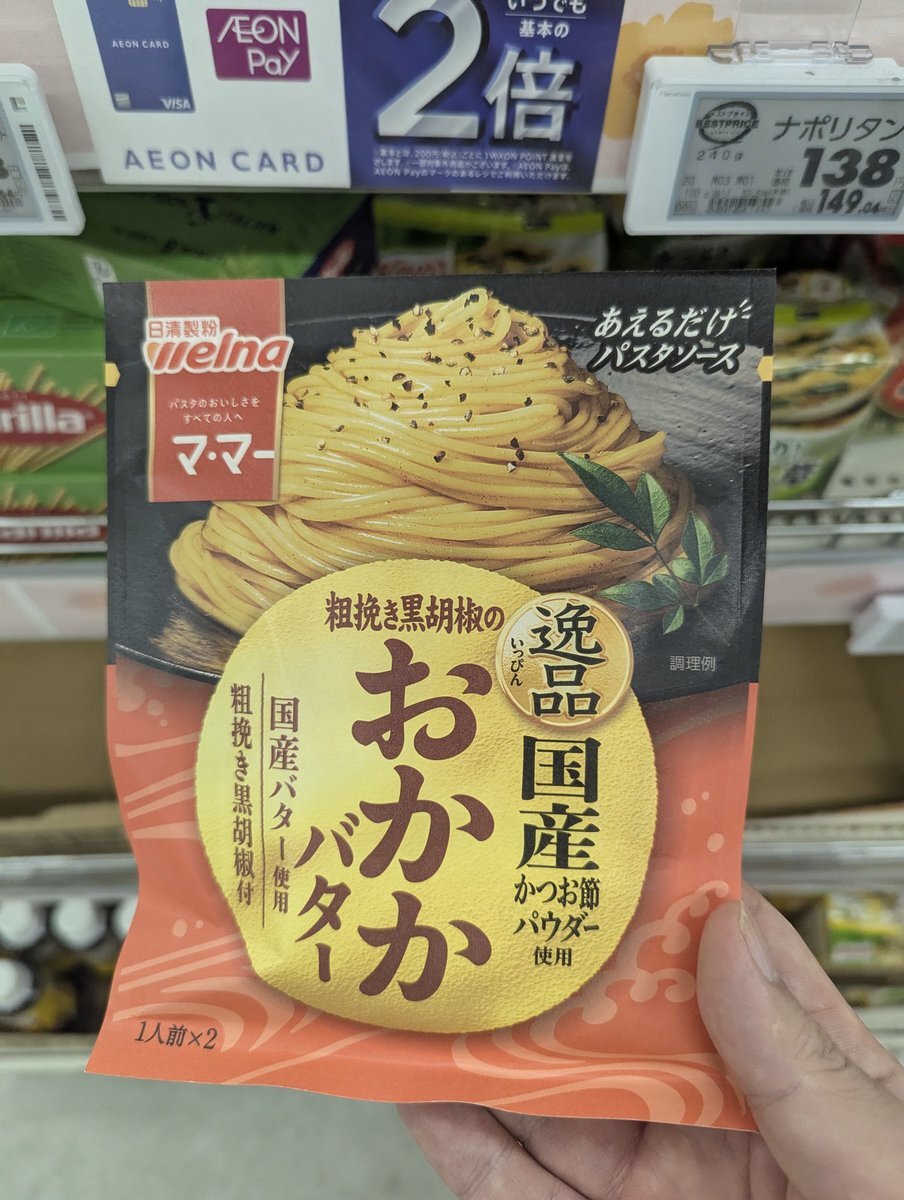 AEON CARD
VISA
AEON
Pay
AEON CARD
いつでも
基本の
2倍
BESTPRICE
240g
ナポリタン
138
149.04
日清製粉
Welna
パスタのおいしさを
すべての人へ
マ・マー
あえるだけ
パスタソース
rilla
調理例
逸品
いっぴん
国産
かつお節
パウダー
使用
粗挽き黒胡椒の
おかか
バター
国産バター使用
粗挽き黒胡椒付
1人前×2